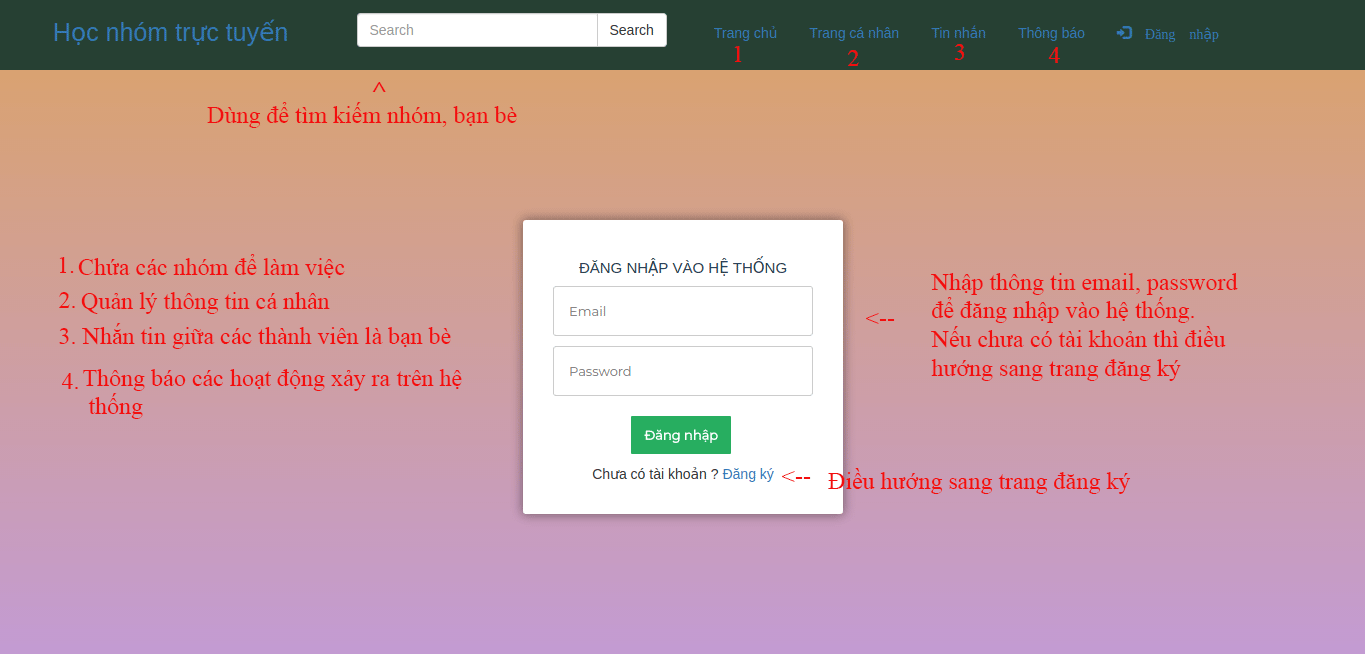 Học nhóm trực tuyến
Search
Search
Trang chủ
Trang cá nhân
Tin nhắn
Thông báo
Đăng nhập
1
2
3
4
^
Dùng để tìm kiếm nhóm, bạn bè
1. Chứa các nhóm để làm việc
2. Quản lý thông tin cá nhân
3. Nhắn tin giữa các thành viên là bạn bè
4. Thông báo các hoạt động xảy ra trên hệ
thống
ĐĂNG NHẬP VÀO HỆ THỐNG
Email
Password
Đăng nhập
Chưa có tài khoản ? Đăng ký
<-- Điều hướng sang trang đăng ký
<--
Nhập thông tin email, password
để đăng nhập vào hệ thống.
Nếu chưa có tài khoản thì điều
hướng sang trang đăng ký